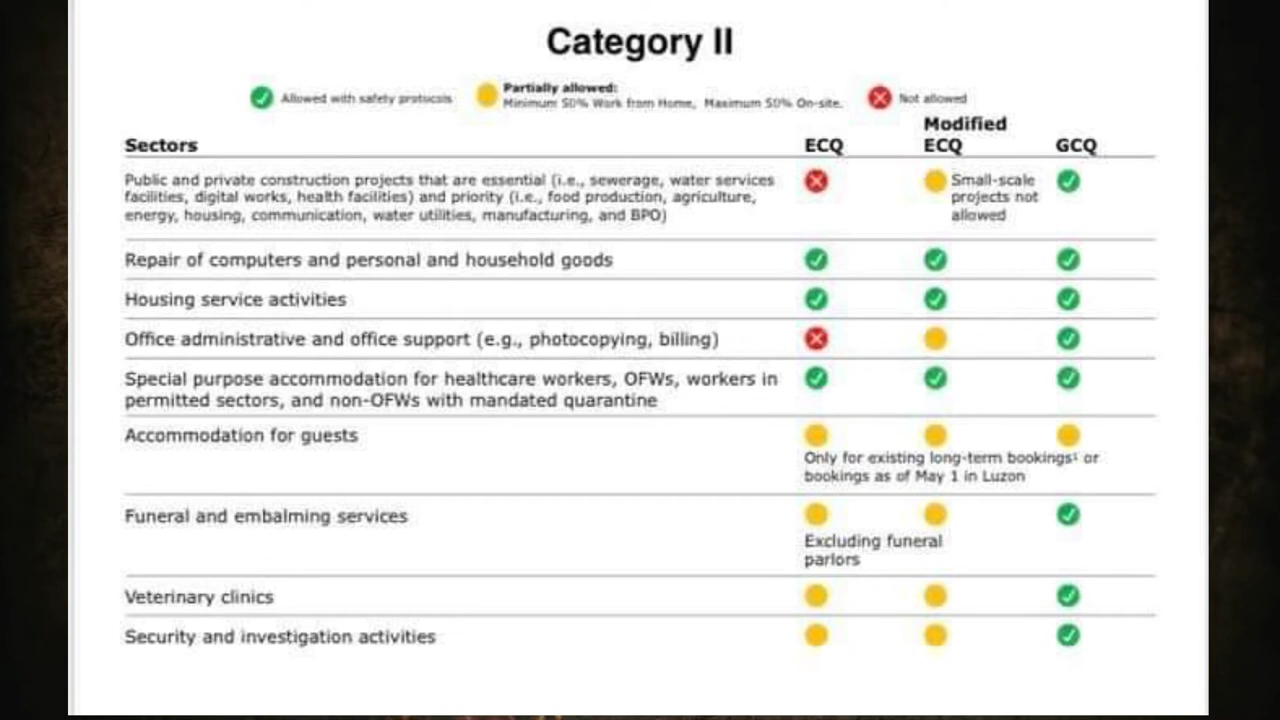 Category II
Allowed with safety protocols
Partially allowed:
Minimum 50% Work from Home, Maximum 50% On-site.
Not allowed
Sectors
ECQ
Modified
ECQ
GCQ
Public and private construction projects that are essential (i.e., sewerage, water services
facilities, digital works, health facilities) and priority (i.e., food production, agriculture,
energy, housing, communication, water utilities, manufacturing, and BPO)
Small-scale
projects not
allowed
Repair of computers and personal and household goods
Housing service activities
Office administrative and office support (e.g., photocopying, billing)
Special purpose accommodation for healthcare workers, OFWs, workers in
permitted sectors, and non-OFWs with mandated quarantine
Accommodation for guests
Only for existing long-term bookings¹ or
bookings as of May 1 in Luzon
Funeral and embalming services
Excluding funeral
parlors
Veterinary clinics
Security and investigation activities